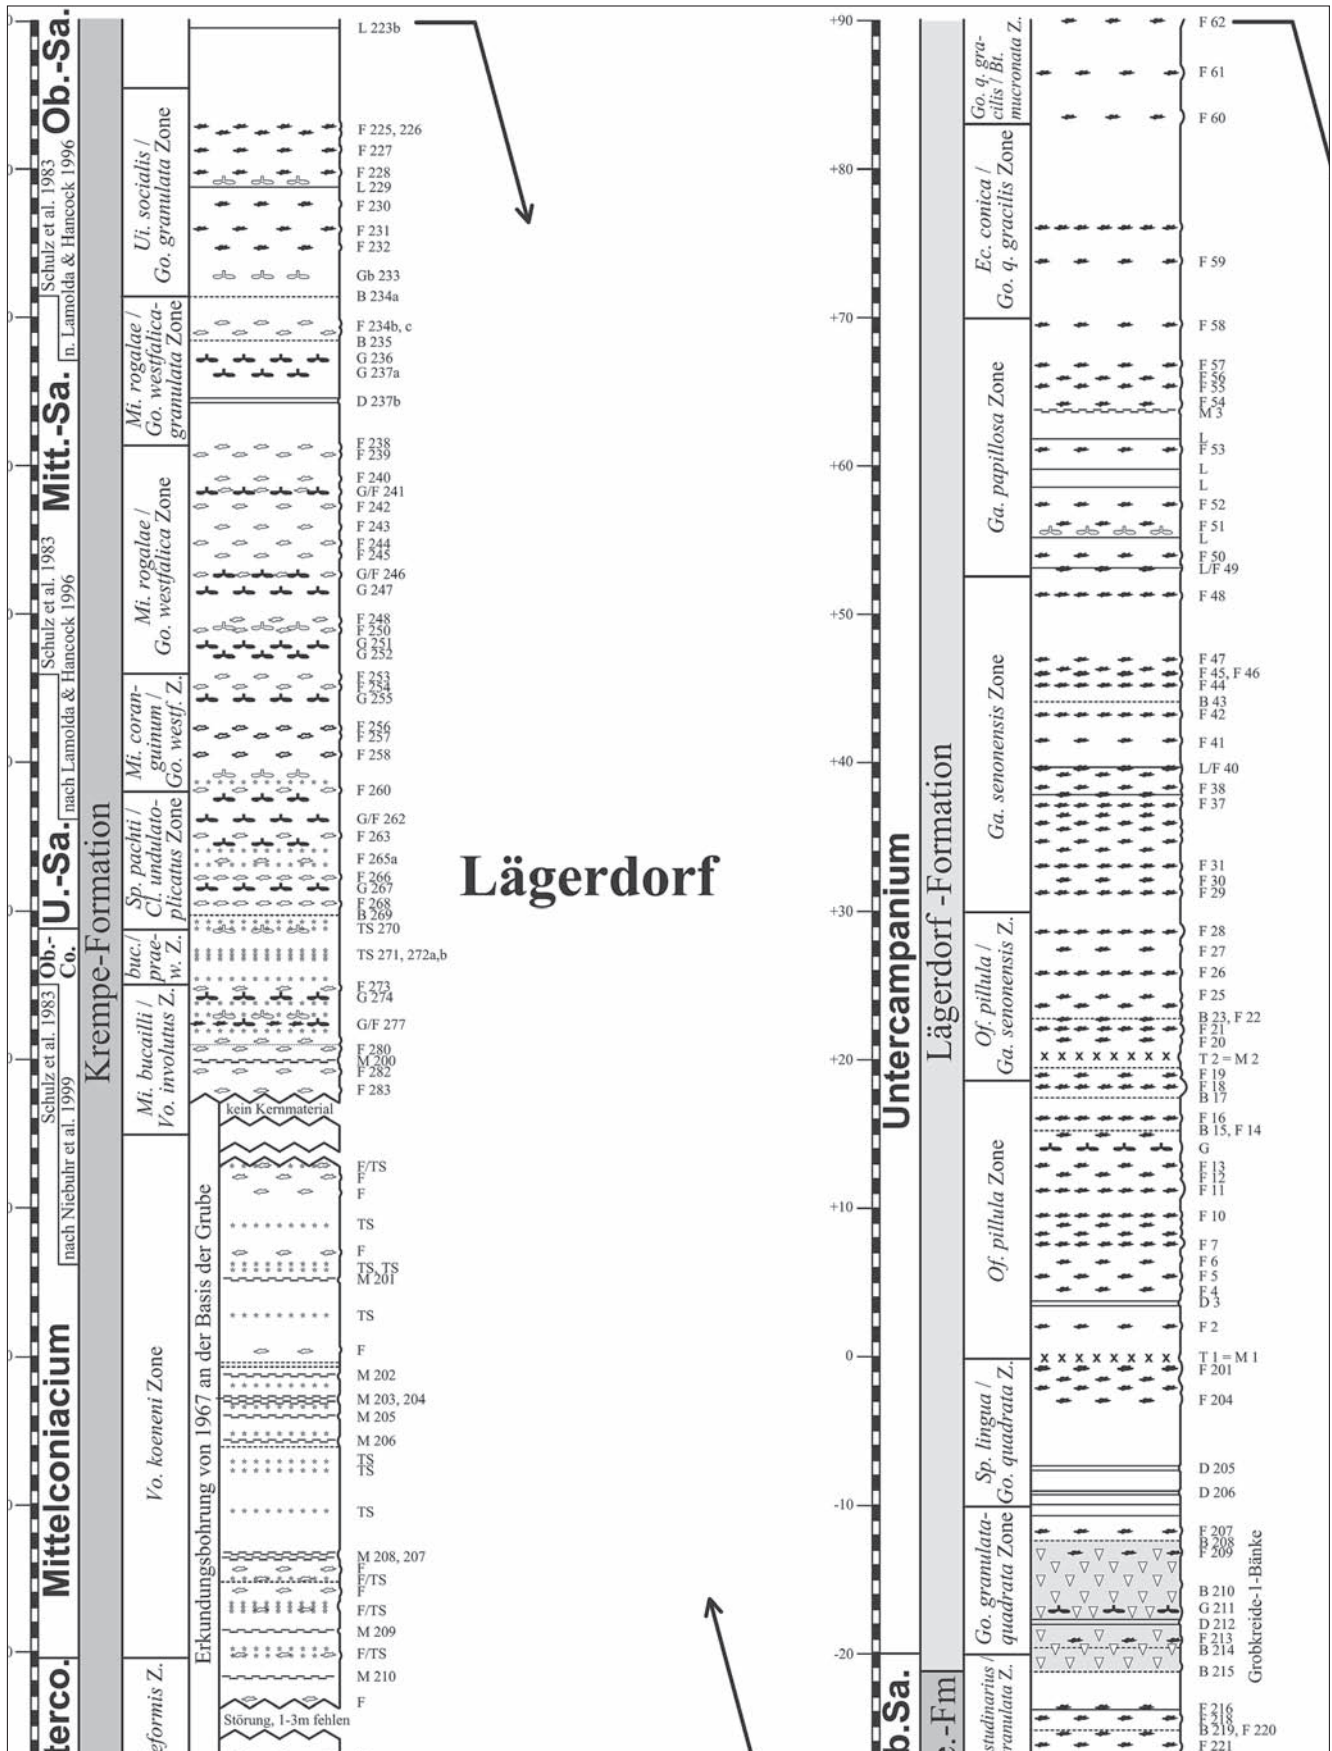 Ob.-Sa.
Mitt.-Sa.
U.-Sa.
Ob.-
Co.
Mittelconiacium
terco.
Schulz et al. 1983
n. Lamolda & Hancock 1996
Schulz et al. 1983
nach Lamolda & Hancock 1996
Schulz et al. 1983
nach Niebuhr et al. 1999
Krempe-Formation
Ui. socialis /
Go. granulata Zone
Mi. rogalae /
Go. westfalica-
granulata Zone
Mi. rogalae /
Go. westfalica Zone
Mi. coran-
guinum /
Go. westf. Z.
Sp. pachti /
Cl. undulato-
plicatus Zone
buc./
prae-
w. Z.
Mi. bucailli /
Vo. involutus Z.
Vo. koeneni Zone
eformis Z.
Erkundungsbohrung von 1967 an der Basis der Grube
kein Kernmaterial
Störung, 1-3m fehlen
L 223b
F 225, 226
F 227
F 228
L 229
F 230
F 231
F 232
Gb 233
B 234a
F 234b, c
B 235
G 236
G 237a
D 237b
F 238
F 239
F 240
G/F 241
F 242
F 243
F 244
F 245
G/F 246
G 247
F 248
F 250
G 251
G 252
F 253
F 254
G 255
F 256
F 257
F 258
F 260
G/F 262
F 263
F 265a
F 266
G 267
F 268
B 269
TS 270
TS 271, 272a,b
F 273
G 274
G/F 277
F 280
M 200
F 282
F 283
F/TS
F
F
TS
F
TS, TS
M 201
TS
F
M 202
M 203, 204
M 205
M 206
TS
TS
TS
M 208, 207
F
F/TS
F
F/TS
M 209
F/TS
M 210
F
Lägerdorf
+90
+80
+70
+60
+50
+40
+30
+20
+10
0
-10
-20
Untercampanium
b.Sa.
Lägerdorf -Formation
.-Fm
Go. q. gra-
cilis / Bt.
mucronata Z.
Ec. conica /
Go. q. gracilis Zone
Ga. papillosa Zone
Ga. senonensis Zone
Of. pillula /
Ga. senonensis Z.
Of. pillula Zone
Sp. lingua /
Go. quadrata Z.
Go. granulata-
quadrata Zone
studinarius /
ranulata Z.
F 62
F 61
F 60
F 59
F 58
F 57
F 56
F 55
F 54
M 3
L
F 53
L
L
F 52
F 51
L
F 50
L/F 49
F 48
F 47
F 45, F 46
F 44
B 43
F 42
F 41
L/F 40
F 38
F 37
F 31
F 30
F 29
F 28
F 27
F 26
F 25
B 23, F 22
F 21
F 20
T 2 = M 2
F 19
F 18
B 17
F 16
B 15, F 14
G
F 13
F 12
F 11
F 10
F 7
F 6
F 5
F 4
D 3
F 2
T 1 = M 1
F 201
F 204
D 205
D 206
F 207
B 208
F 209
B 210
G 211
D 212
F 213
B 214
B 215
F 216
F 218
B 219, F 220
F 221
Grobkreide-1-Bänke